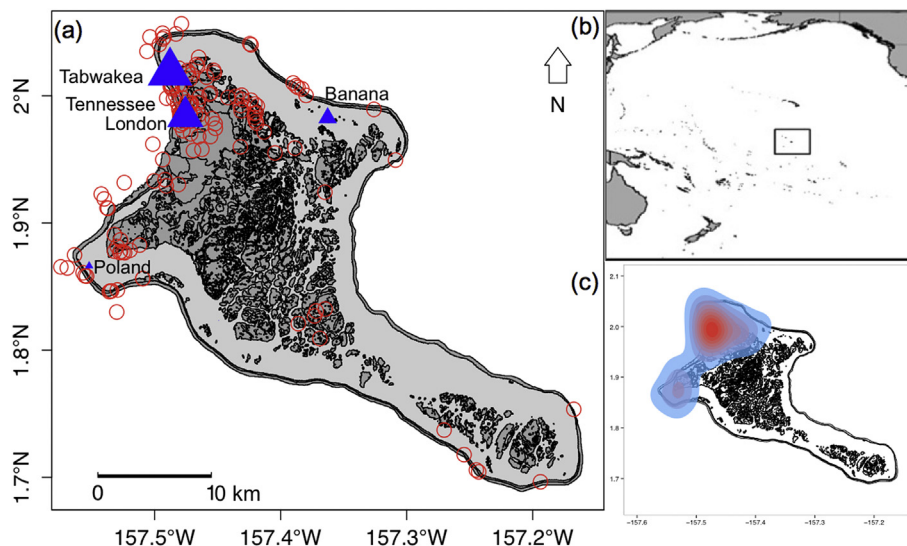 (a)
Tabwakea
Tennessee
London
Banana
Poland
N
2°N
1.9°N
1.8°N
1.7°N
0 10 km
157.5°W 157.4°W 157.3°W 157.2°W
(b)
(c)
2.1
2.0
1.9
1.8
1.7
−157.6 −157.5 −157.4 −157.3 −157.2